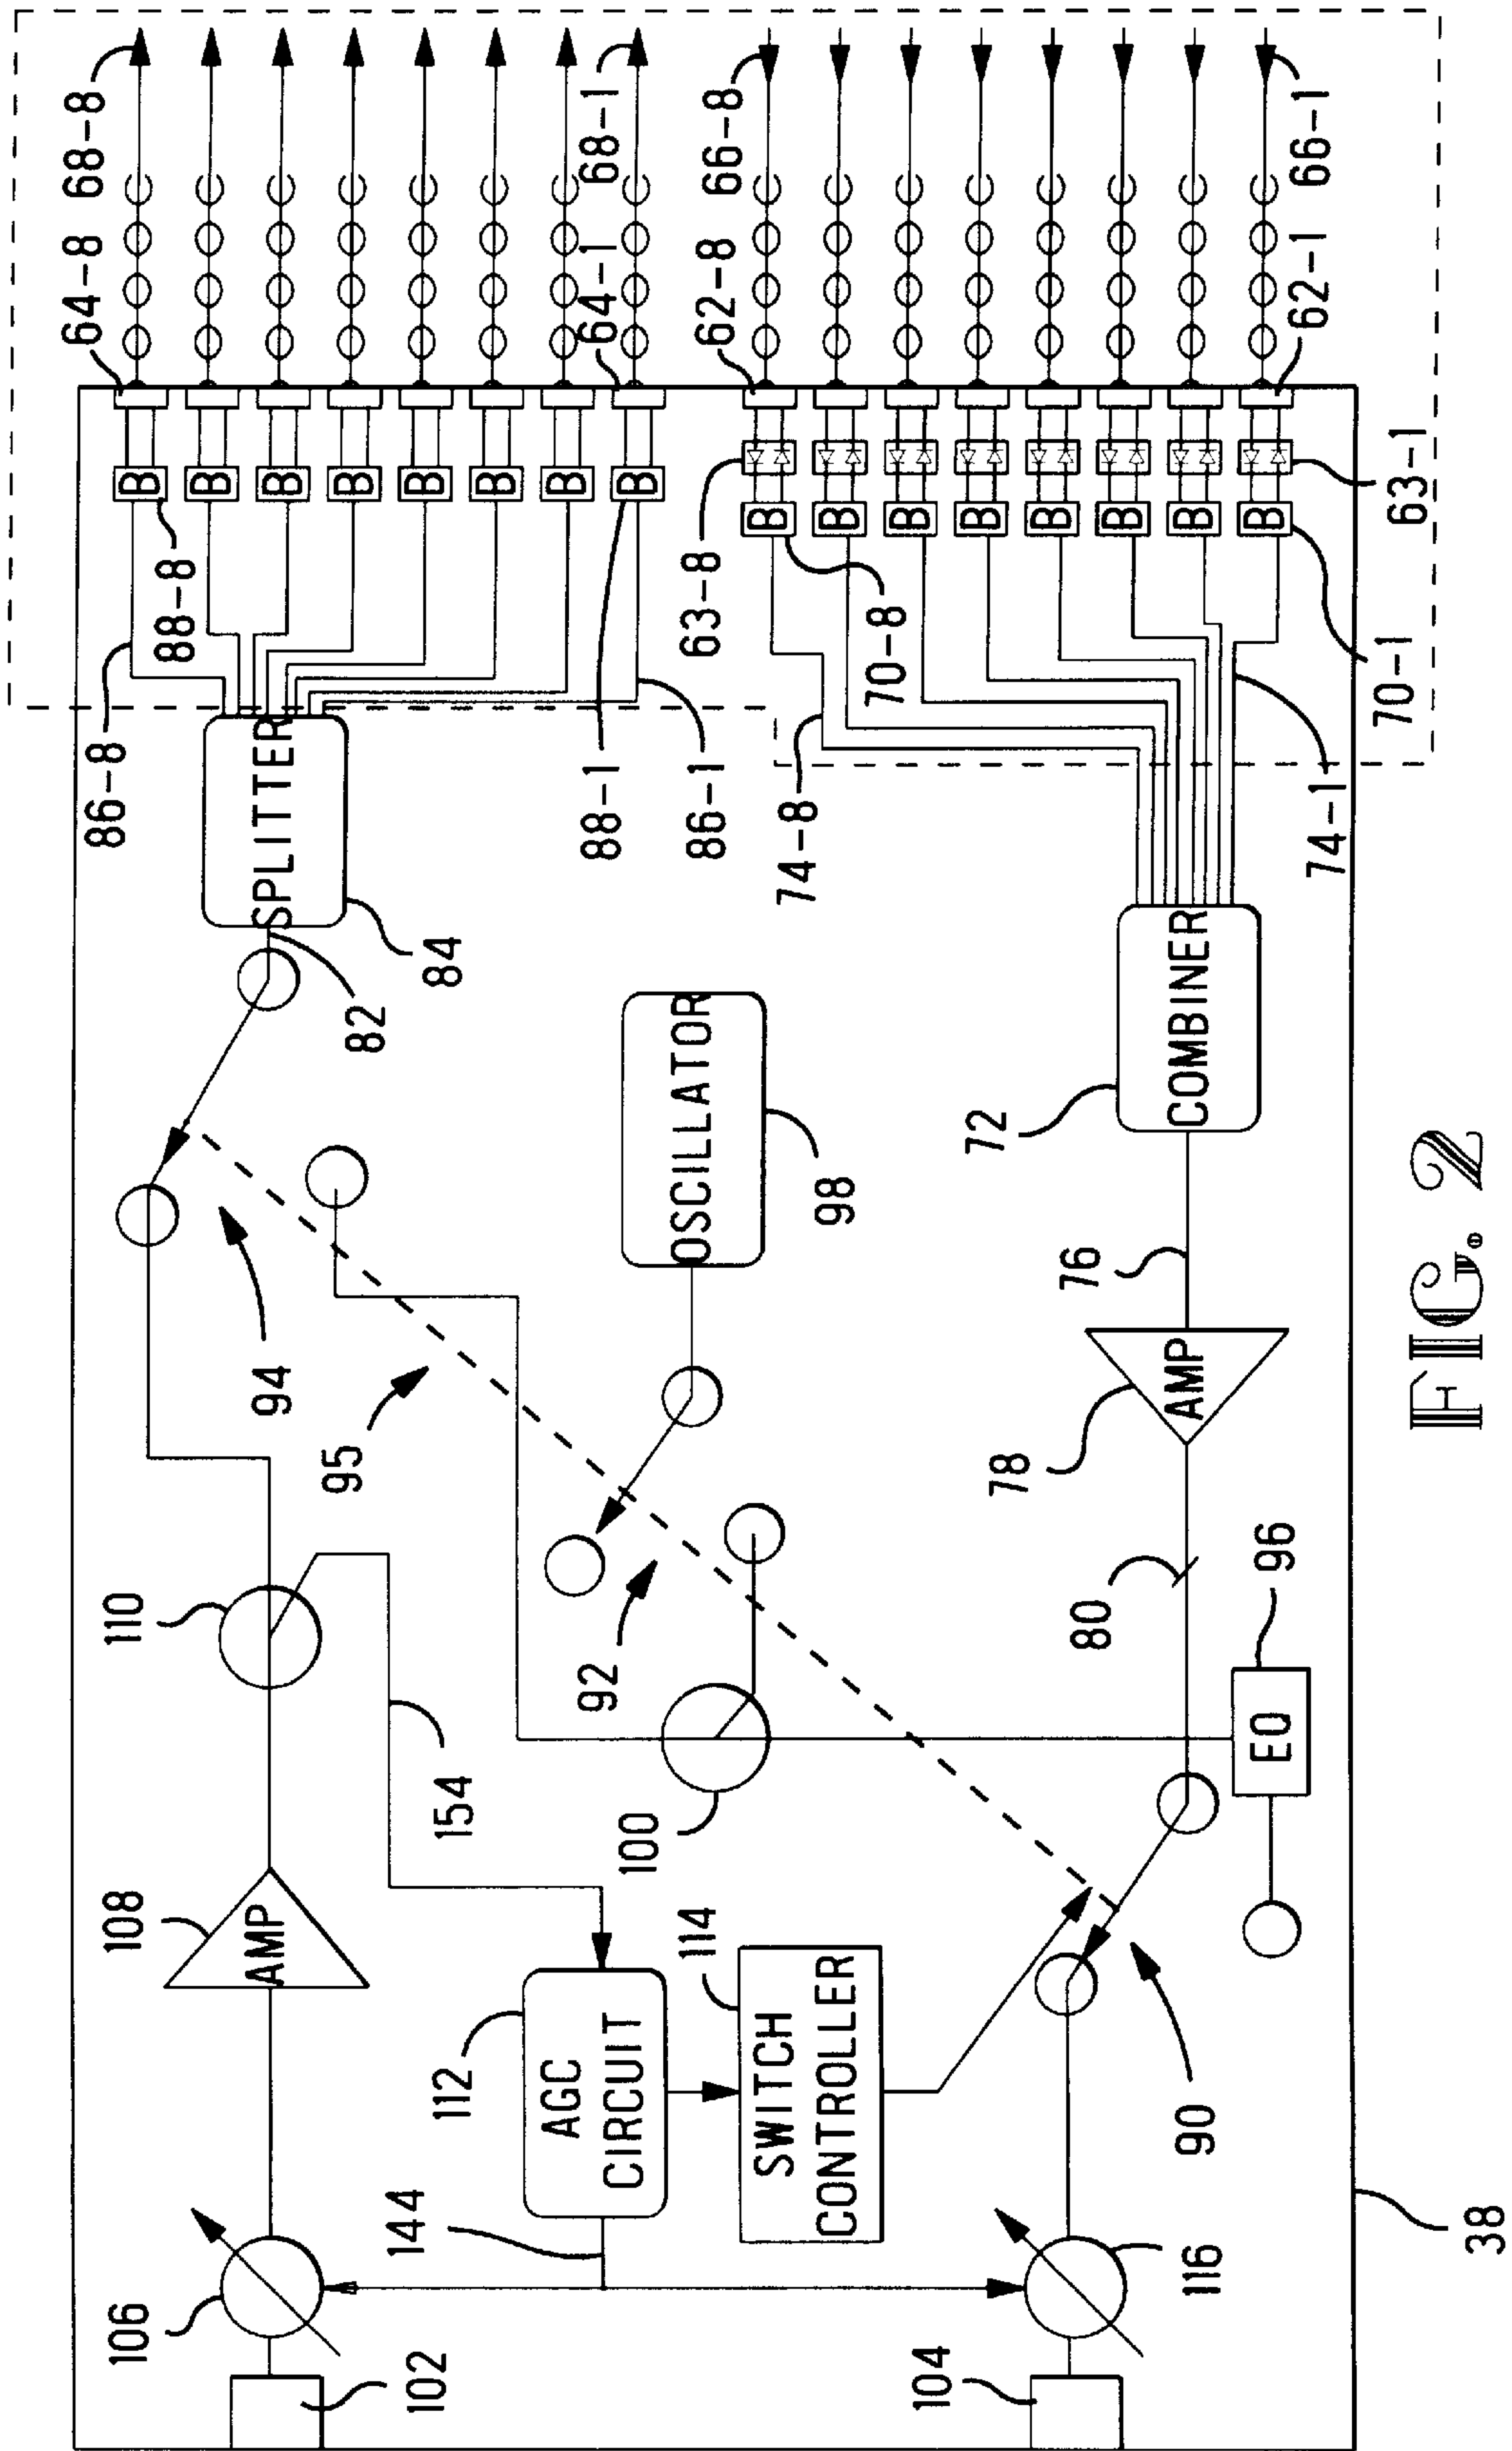 64-8
68-8
86-8
88-8
B
B
B
B
B
B
B
B
64-1
68-1
SPLITTER
82
84
88-1
86-1
62-8
66-8
63-8
70-8
74-8
B
B
B
B
B
B
B
B
62-1
66-1
63-1
70-1
74-1
COMBINER
72
76
AMP
78
80
OSCILLATOR
98
94
95
92
110
154
100
EQ
96
108
AMP
112
AGC
CIRCUIT
114
SWITCH
CONTROLLER
90
144
106
102
104
116
38
FIG. 2